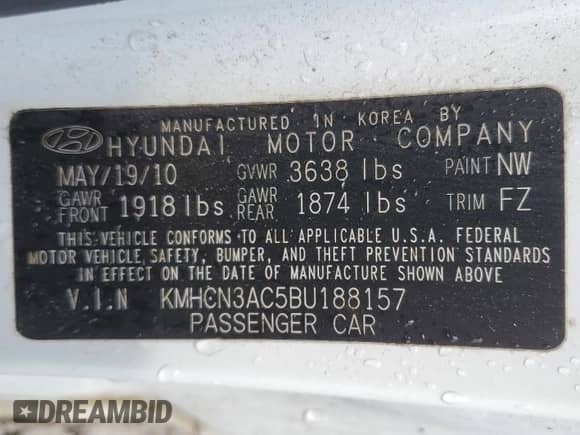 MANUFACTURED IN KOREA BY
HYUNDAI MOTOR COMPANY
MAY/19/10 GVWR 3638 lbs PAINT NW
GAWR FRONT 1918 lbs GAWR REAR 1874 lbs TRIM FZ
THIS VEHICLE CONFORMS TO ALL APPLICABLE U.S.A. FEDERAL
MOTOR VEHICLE, SAFETY, BUMPER, AND THEFT PREVENTION STANDARDS
IN EFFECT ON THE DATE OF MANUFACTURE SHOWN ABOVE
V.I.N KMHCN3AC5BU188157
PASSENGER CAR
DREAMBID